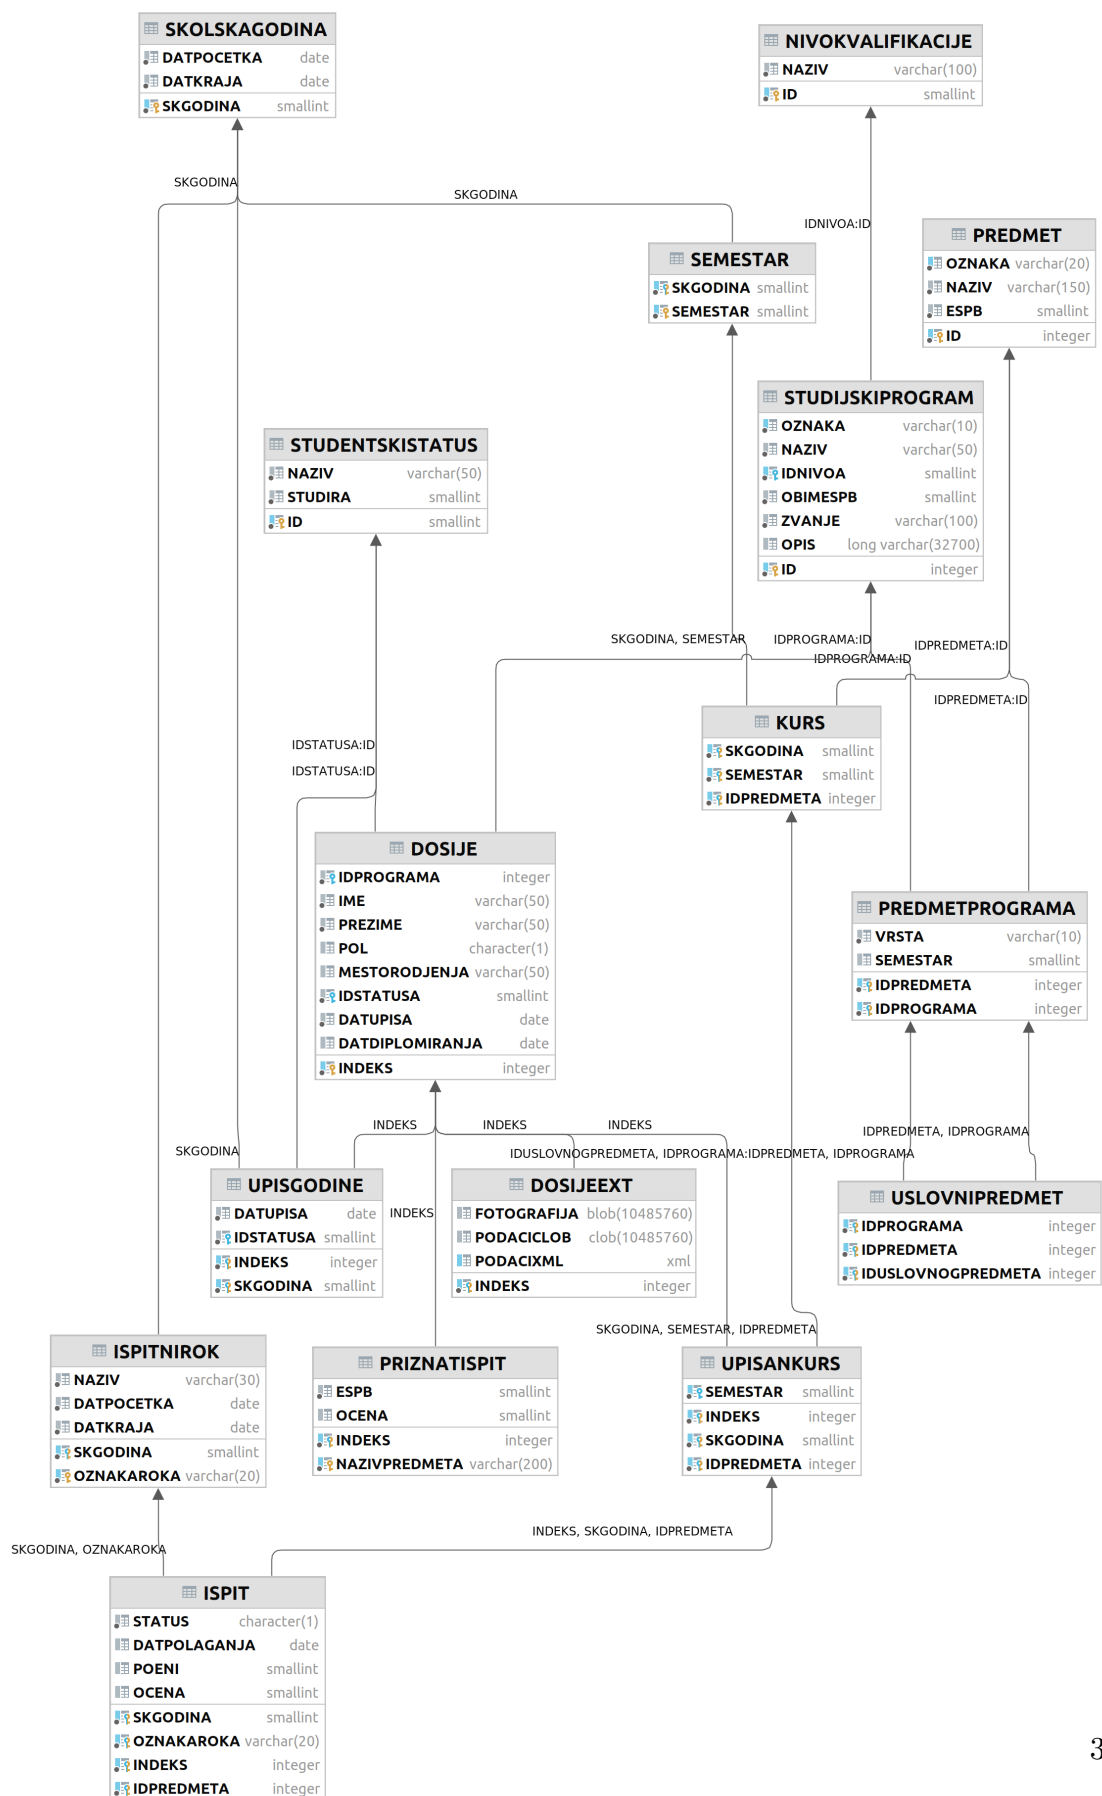 SKOLSKAGODINA
DATPOCETKA date
DATKRAJA date
SKGODINA smallint
NIVOKVALIFIKACIJE
NAZIV varchar(100)
ID smallint
SKGODINA
SKGODINA
IDNIVOA:ID
PREDMET
OZNAKA varchar(20)
NAZIV varchar(150)
ESPB smallint
ID integer
SEMESTAR
SKGODINA smallint
SEMESTAR smallint
STUDIJSKIPROGRAM
OZNAKA varchar(10)
NAZIV varchar(50)
IDNIVOA smallint
OBIMESPB smallint
ZVANJE varchar(100)
OPIS long varchar(32700)
ID integer
STUDENTSKISTATUS
NAZIV varchar(50)
STUDIRA smallint
ID smallint
SKGODINA, SEMESTAR
IDPROGRAMA:ID
IDPREDMETA:ID
IDPROGRAMA:ID
IDPREDMETA:ID
KURS
SKGODINA smallint
SEMESTAR smallint
IDPREDMETA integer
IDSTATUSA:ID
IDSTATUSA:ID
DOSIJE
IDPROGRAMA integer
IME varchar(50)
PREZIME varchar(50)
POL character(1)
MESTORODJENJA varchar(50)
IDSTATUSA smallint
DATUPISA date
DATDIPLOMIRANJA date
INDEKS integer
PREDMETPROGRAMA
VRSTA varchar(10)
SEMESTAR smallint
IDPREDMETA integer
IDPROGRAMA integer
INDEKS
INDEKS
INDEKS
IDPREDMETA, IDPROGRAMA
SKGODINA
IDUSLOVNOGPREDMETA, IDPROGRAMA:IDPREDMETA, IDPROGRAMA
UPISGODINE
DATUPISA date
IDSTATUSA smallint
INDEKS integer
SKGODINA smallint
INDEKS
DOSIJEEXT
FOTOGRAFIJA blob(10485760)
PODACICLOB clob(10485760)
PODACIXML xml
INDEKS integer
USLOVNIPREDMET
IDPROGRAMA integer
IDPREDMETA integer
IDUSLOVNOGPREDMETA integer
SKGODINA, SEMESTAR, IDPREDMETA
ISPITNIROK
NAZIV varchar(30)
DATPOCETKA date
DATKRAJA date
SKGODINA smallint
OZNAKAROKA varchar(20)
PRIZNATISPIT
ESPB smallint
OCENA smallint
INDEKS integer
NAZIVPREDMETA varchar(200)
UPISANKURS
SEMESTAR smallint
INDEKS integer
SKGODINA smallint
IDPREDMETA integer
INDEKS, SKGODINA, IDPREDMETA
SKGODINA, OZNAKAROKA
ISPIT
STATUS character(1)
DATPOLAGANJA date
POENI smallint
OCENA smallint
SKGODINA smallint
OZNAKAROKA varchar(20)
INDEKS integer
IDPREDMETA integer
3